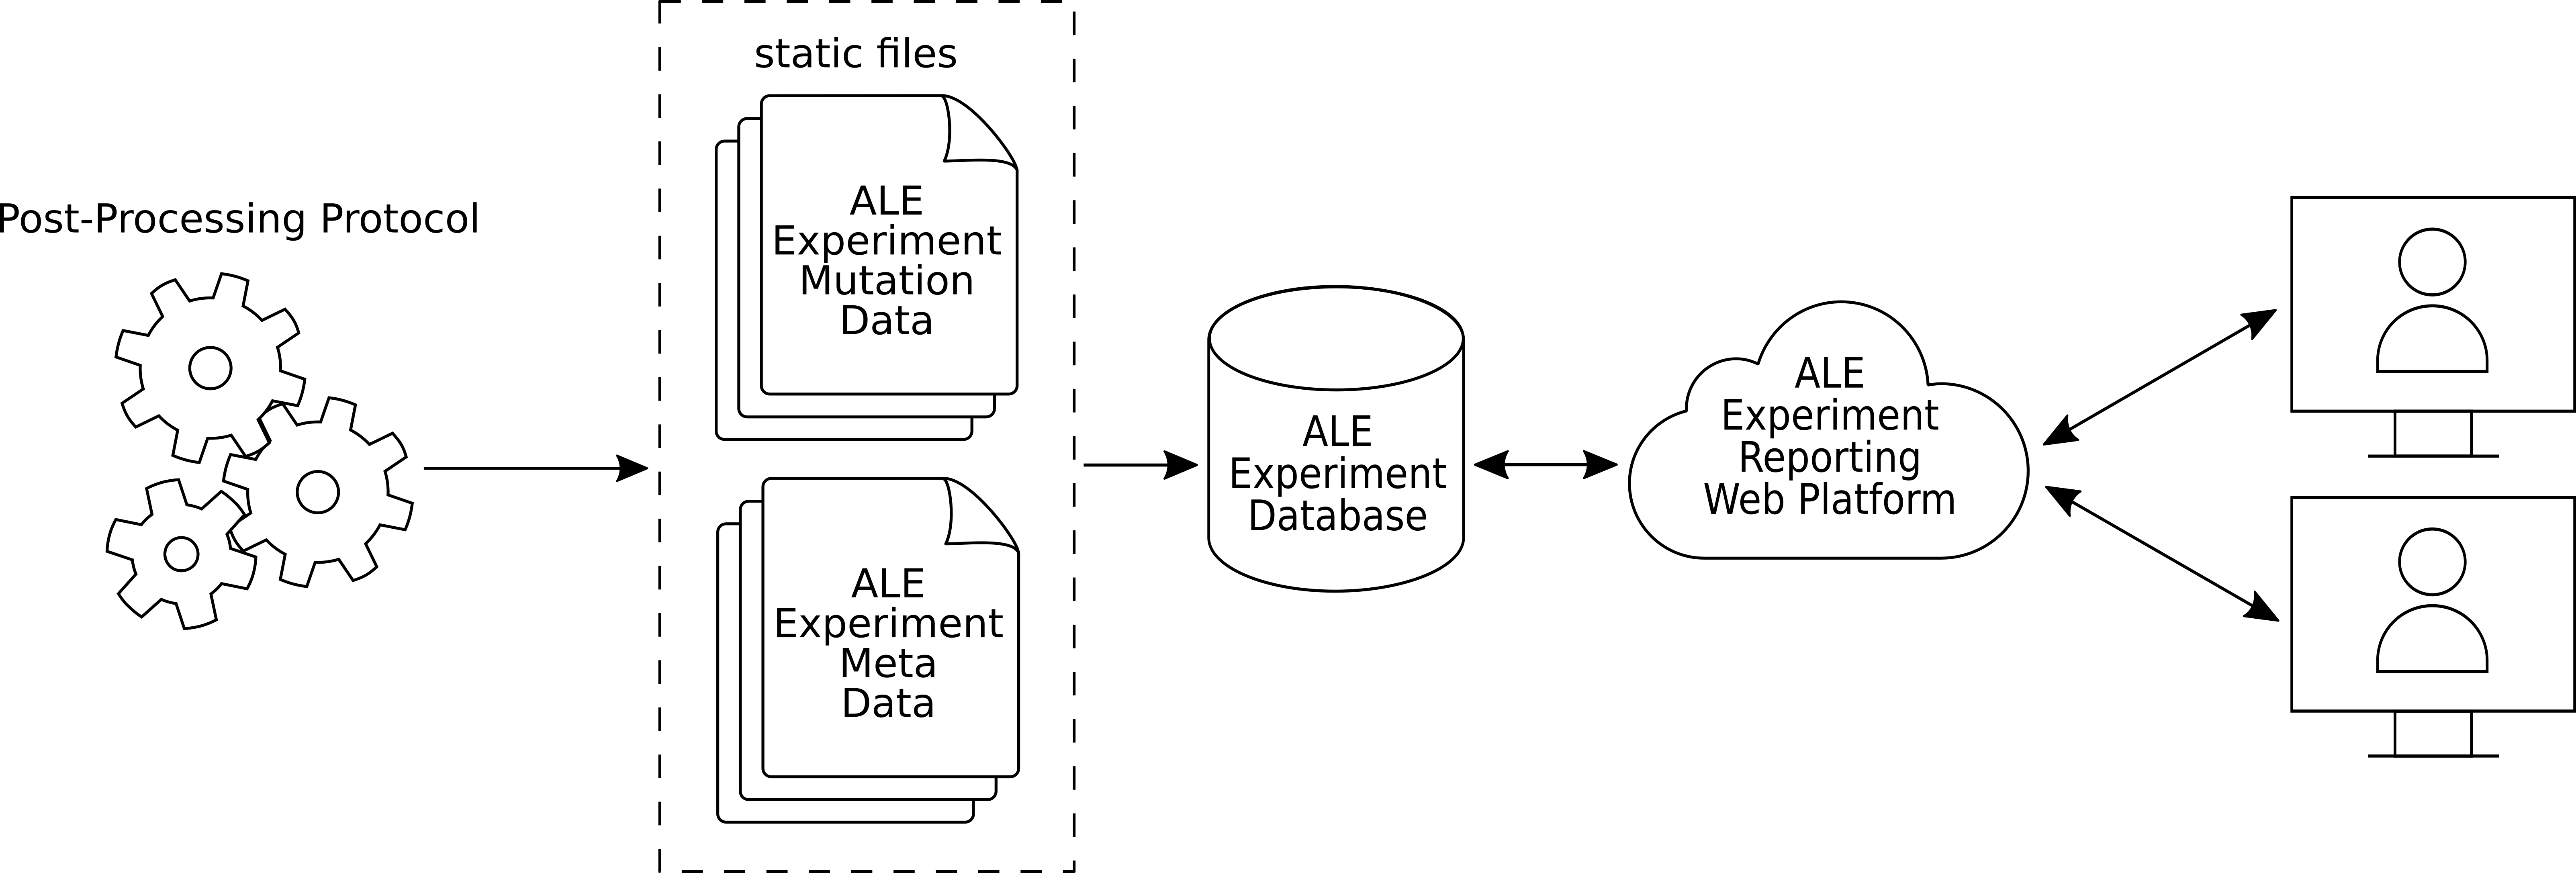 Post-Processing Protocol
static files
ALE
Experiment
Mutation
Data
ALE
Experiment
Meta
Data
ALE
Experiment
Database
ALE
Experiment
Reporting
Web Platform